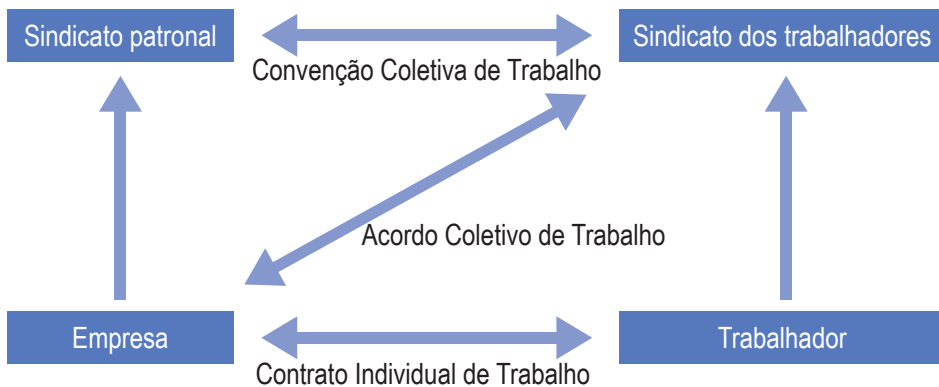 Sindicato patronal
Sindicato dos trabalhadores
Convenção Coletiva de Trabalho
Acordo Coletivo de Trabalho
Empresa
Trabalhador
Contrato Individual de Trabalho